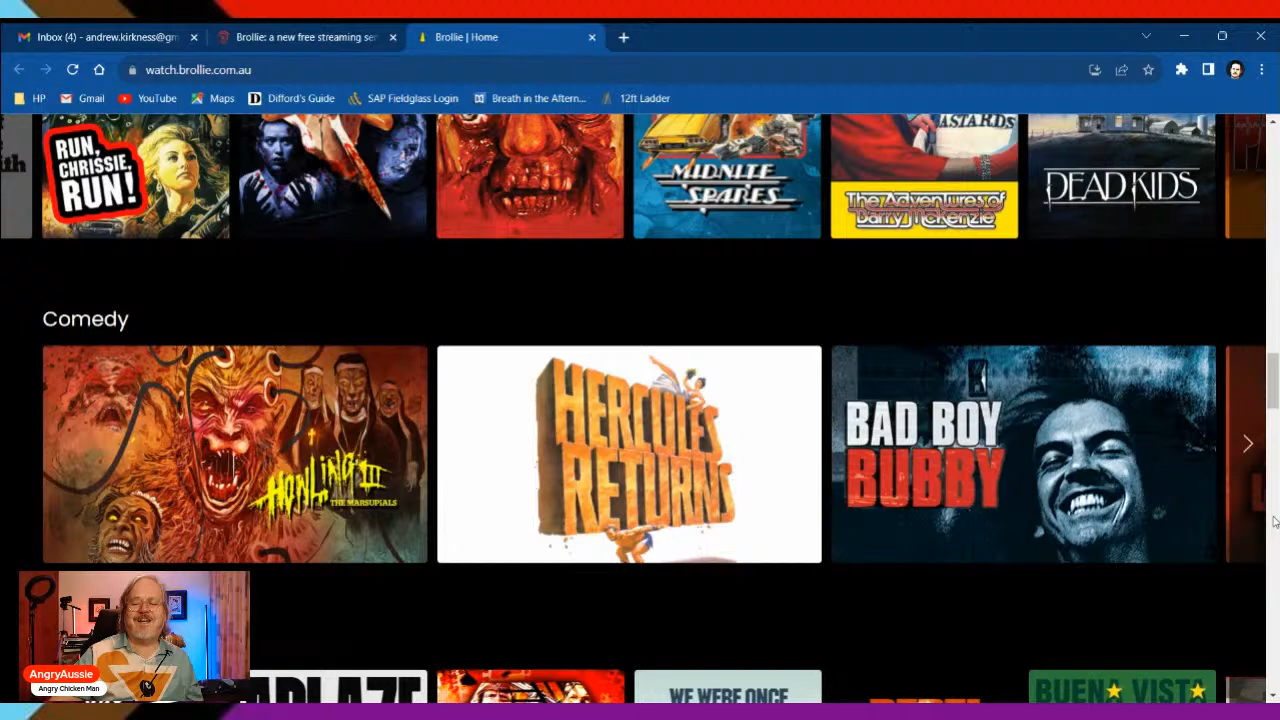 Inbox (4) - andrew.kirkness@gm
Brollie: a new free streaming ser
Brollie | Home
watch.brollie.com.au
HP
Gmail
YouTube
Maps
Difford's Guide
SAP Fieldglass Login
Breath in the Aftern...
12ft Ladder
RUN,
CHRISSIE,
RUN!
MIDNITE
SPARES
BASTARDS
The Adventures of
Barry McKenzie
DEAD KIDS
Comedy
HOWLING III
THE MARSUPIALS
HERCULES
RETURNS
BAD BOY
BUBBY
AngryAussie
Angry Chicken Man
WE WERE ONCE
BUENA VISTA